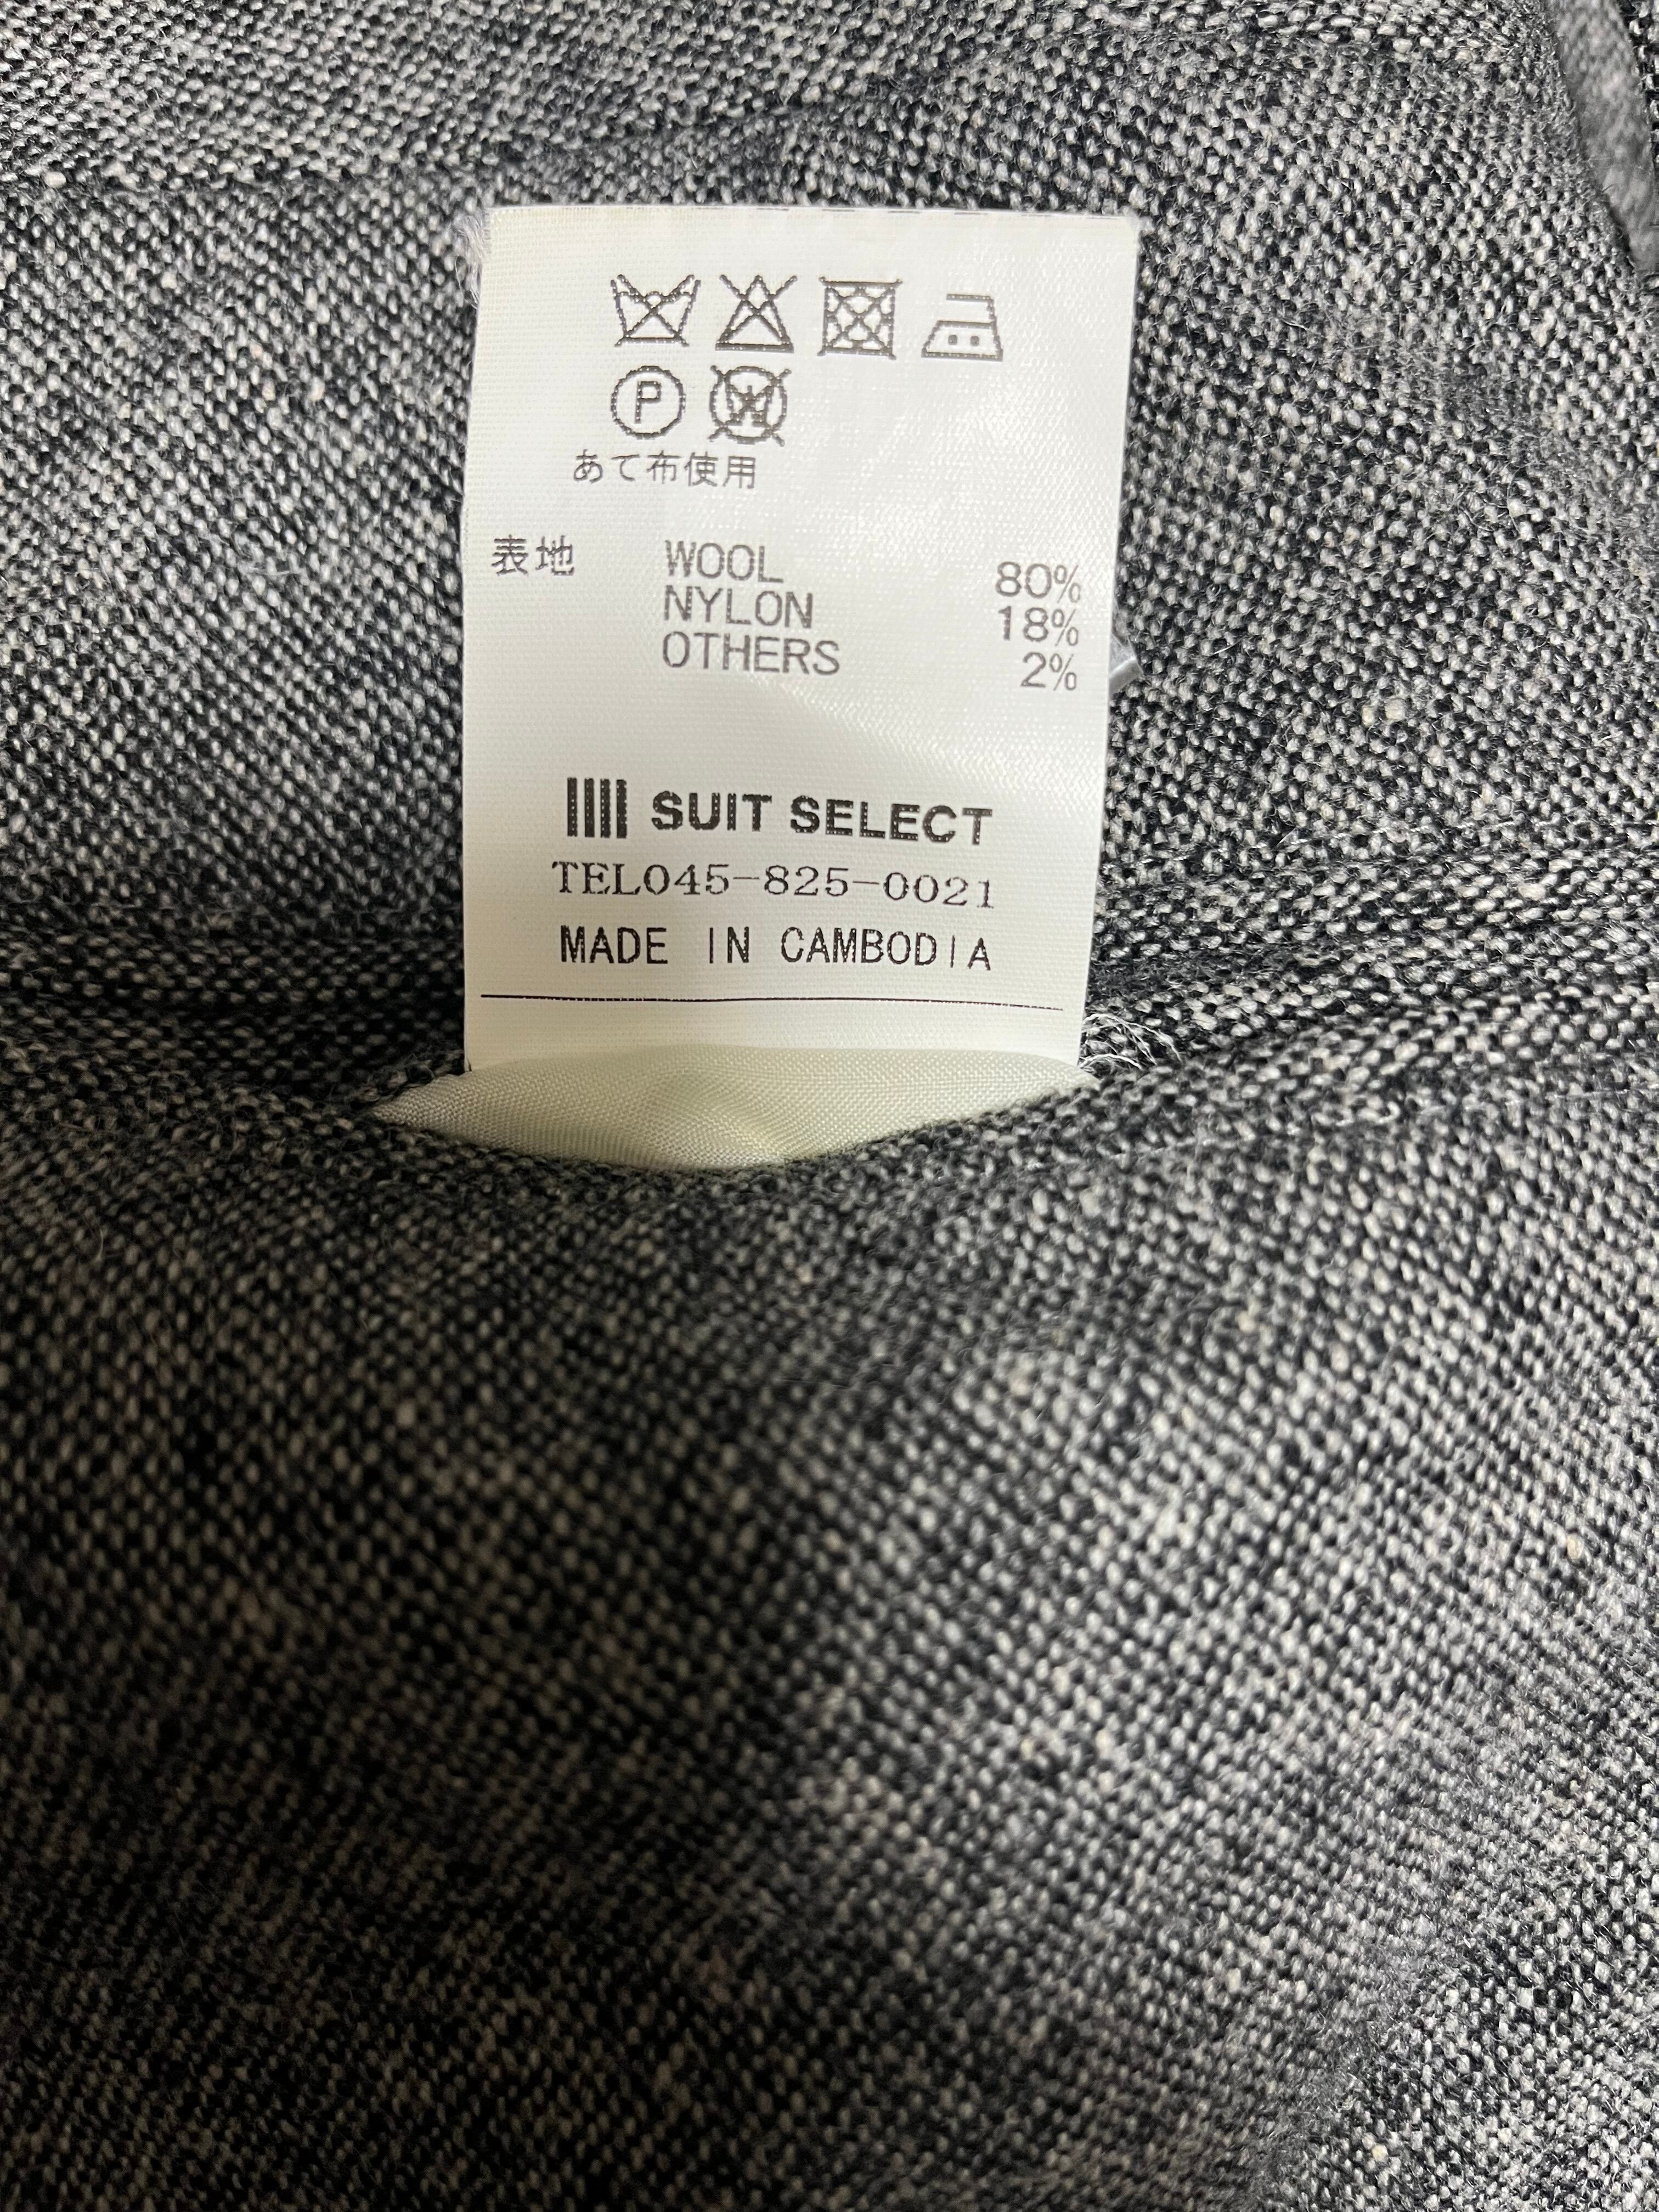 P W
あて布使用
表地 WOOL 80%
NYLON 18%
OTHERS 2%
SUIT SELECT
TEL045-825-0021
MADE IN CAMBODIA